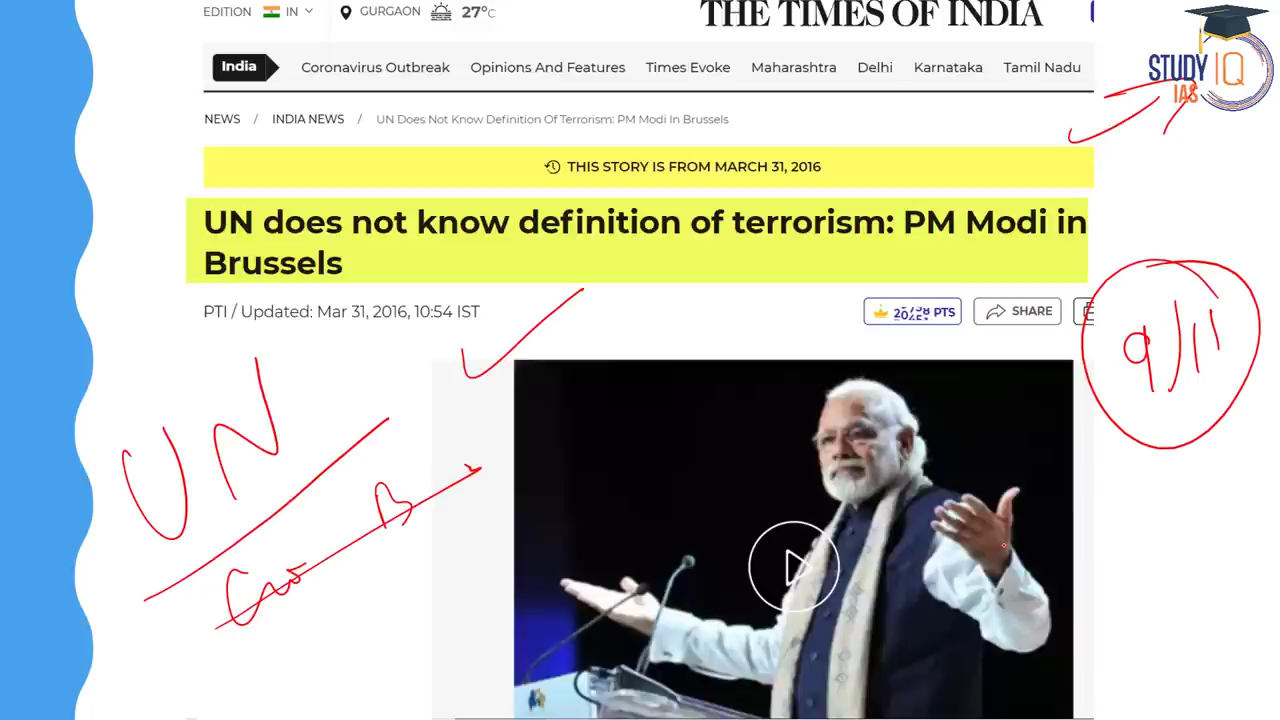 EDITION IN GURGAON 27°C THE TIMES OF INDIA
STUDY IQ
IAS
India Coronavirus Outbreak Opinions And Features Times Evoke Maharashtra Delhi Karnataka Tamil Nadu
NEWS / INDIA NEWS / UN Does Not Know Definition Of Terrorism: PM Modi In Brussels
THIS STORY IS FROM MARCH 31, 2016
UN does not know definition of terrorism: PM Modi in
Brussels
PTI / Updated: Mar 31, 2016, 10:54 IST
PTS SHARE
9/11
UN